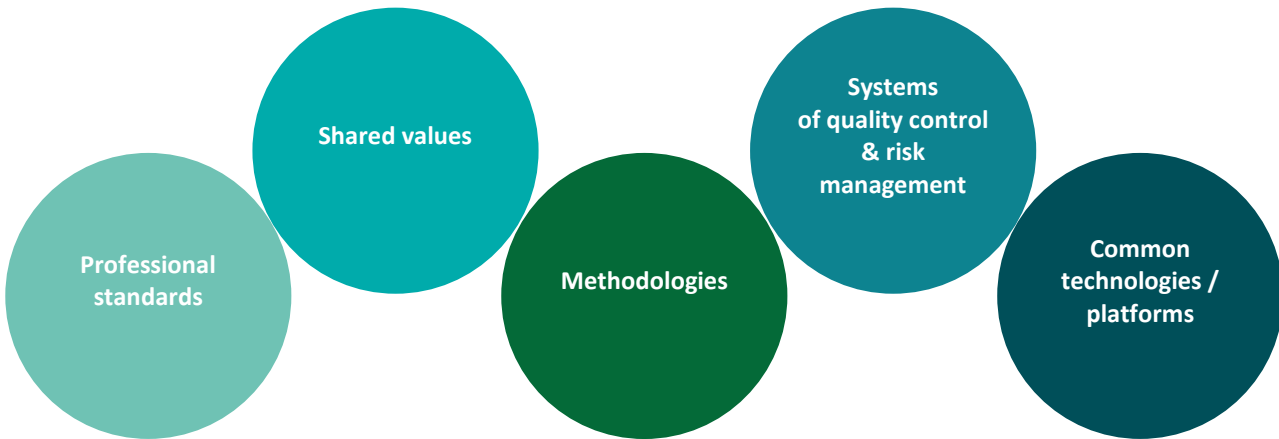 Professional
standards
Shared values
Methodologies
Systems
of quality control
& risk
management
Common
technologies /
platforms